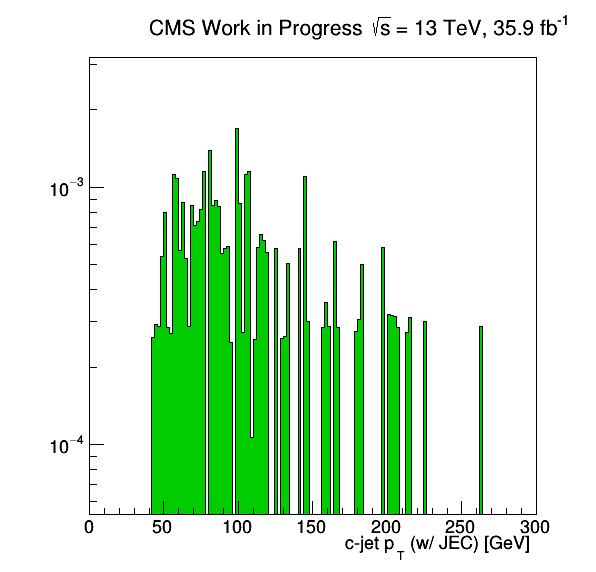 CMS Work in Progress √s = 13 TeV, 35.9 fb⁻¹
10⁻³
10⁻⁴
0 50 100 150 200 250 300
c-jet p_T (w/ JEC) [GeV]